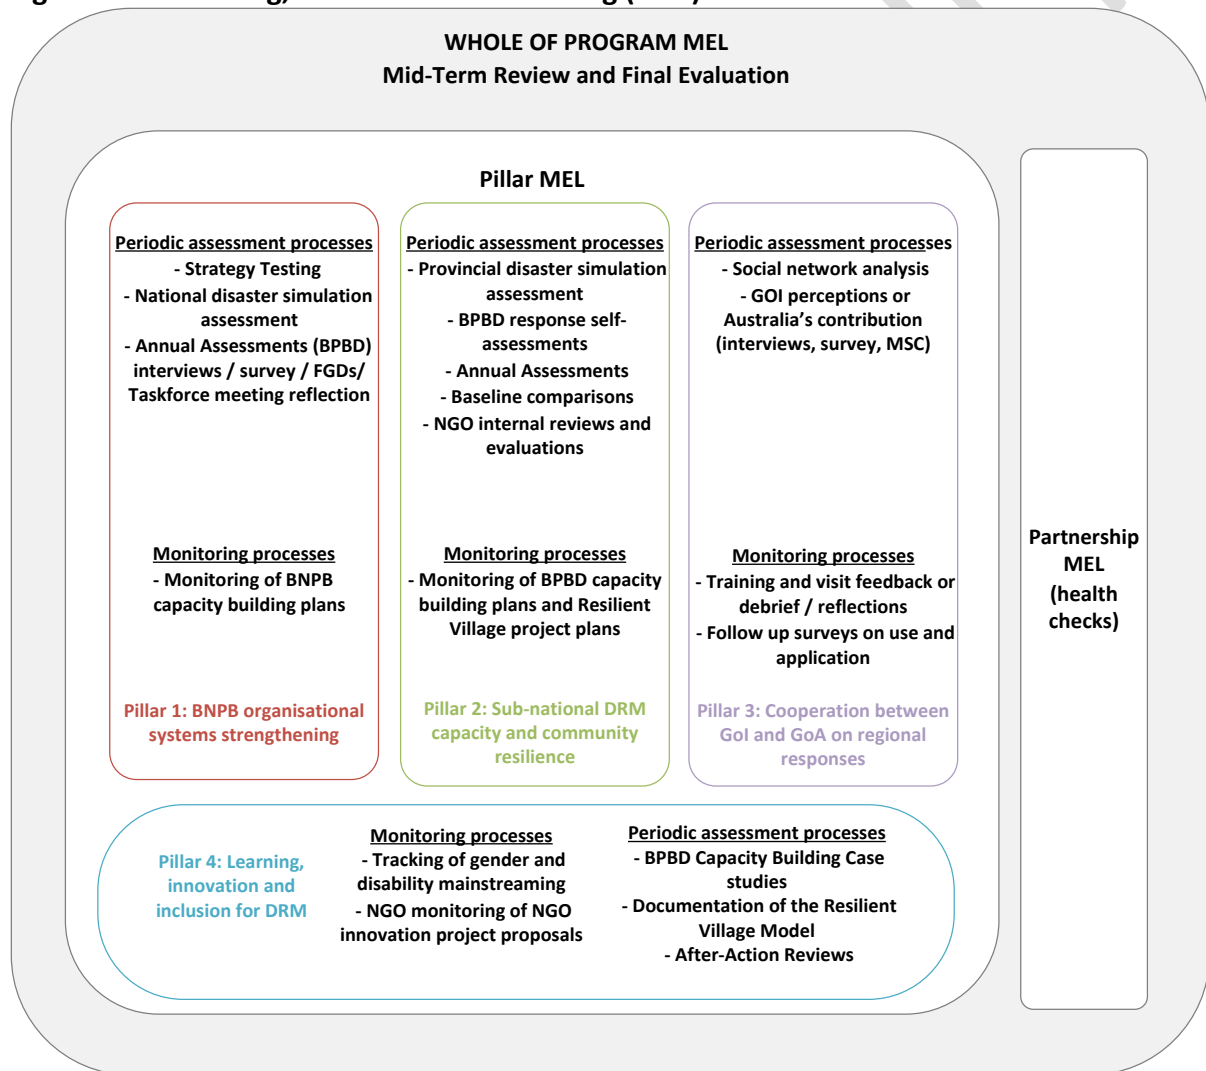 WHOLE OF PROGRAM MEL
Mid-Term Review and Final Evaluation
Pillar MEL
Periodic assessment processes
- Strategy Testing
- National disaster simulation
assessment
- Annual Assessments (BPBD)
interviews / survey / FGDs/
Taskforce meeting reflection
Monitoring processes
- Monitoring of BNPB
capacity building plans
Pillar 1: BNPB organisational
systems strengthening
Periodic assessment processes
- Provincial disaster simulation
assessment
- BPBD response self-
assessments
- Annual Assessments
- Baseline comparisons
- NGO internal reviews and
evaluations
Monitoring processes
- Monitoring of BPBD capacity
building plans and Resilient
Village project plans
Pillar 2: Sub-national DRM
capacity and community
resilience
Periodic assessment processes
- Social network analysis
- GOI perceptions or
Australia’s contribution
(interviews, survey, MSC)
Monitoring processes
- Training and visit feedback or
debrief / reflections
- Follow up surveys on use and
application
Pillar 3: Cooperation between
GoI and GoA on regional
responses
Pillar 4: Learning,
innovation and
inclusion for DRM
Monitoring processes
- Tracking of gender and
disability mainstreaming
- NGO monitoring of NGO
innovation project proposals
Periodic assessment processes
- BPBD Capacity Building Case
studies
- Documentation of the Resilient
Village Model
- After-Action Reviews
Partnership
MEL
(health
checks)